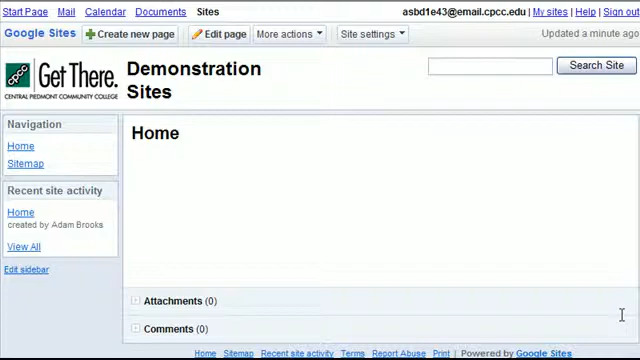 Start Page Mail Calendar Documents Sites asbd1e43@email.cpcc.edu | My sites | Help | Sign out
Google Sites Create new page Edit page More actions Site settings Updated a minute ago
cpcc Get There.
CENTRAL PIEDMONT COMMUNITY COLLEGE
Demonstration
Sites
Search Site
Navigation
Home
Sitemap
Recent site activity
Home
created by Adam Brooks
View All
Edit sidebar
Home
Attachments (0)
Comments (0)
Home Sitemap Recent site activity Terms Report Abuse Print | Powered by Google Sites